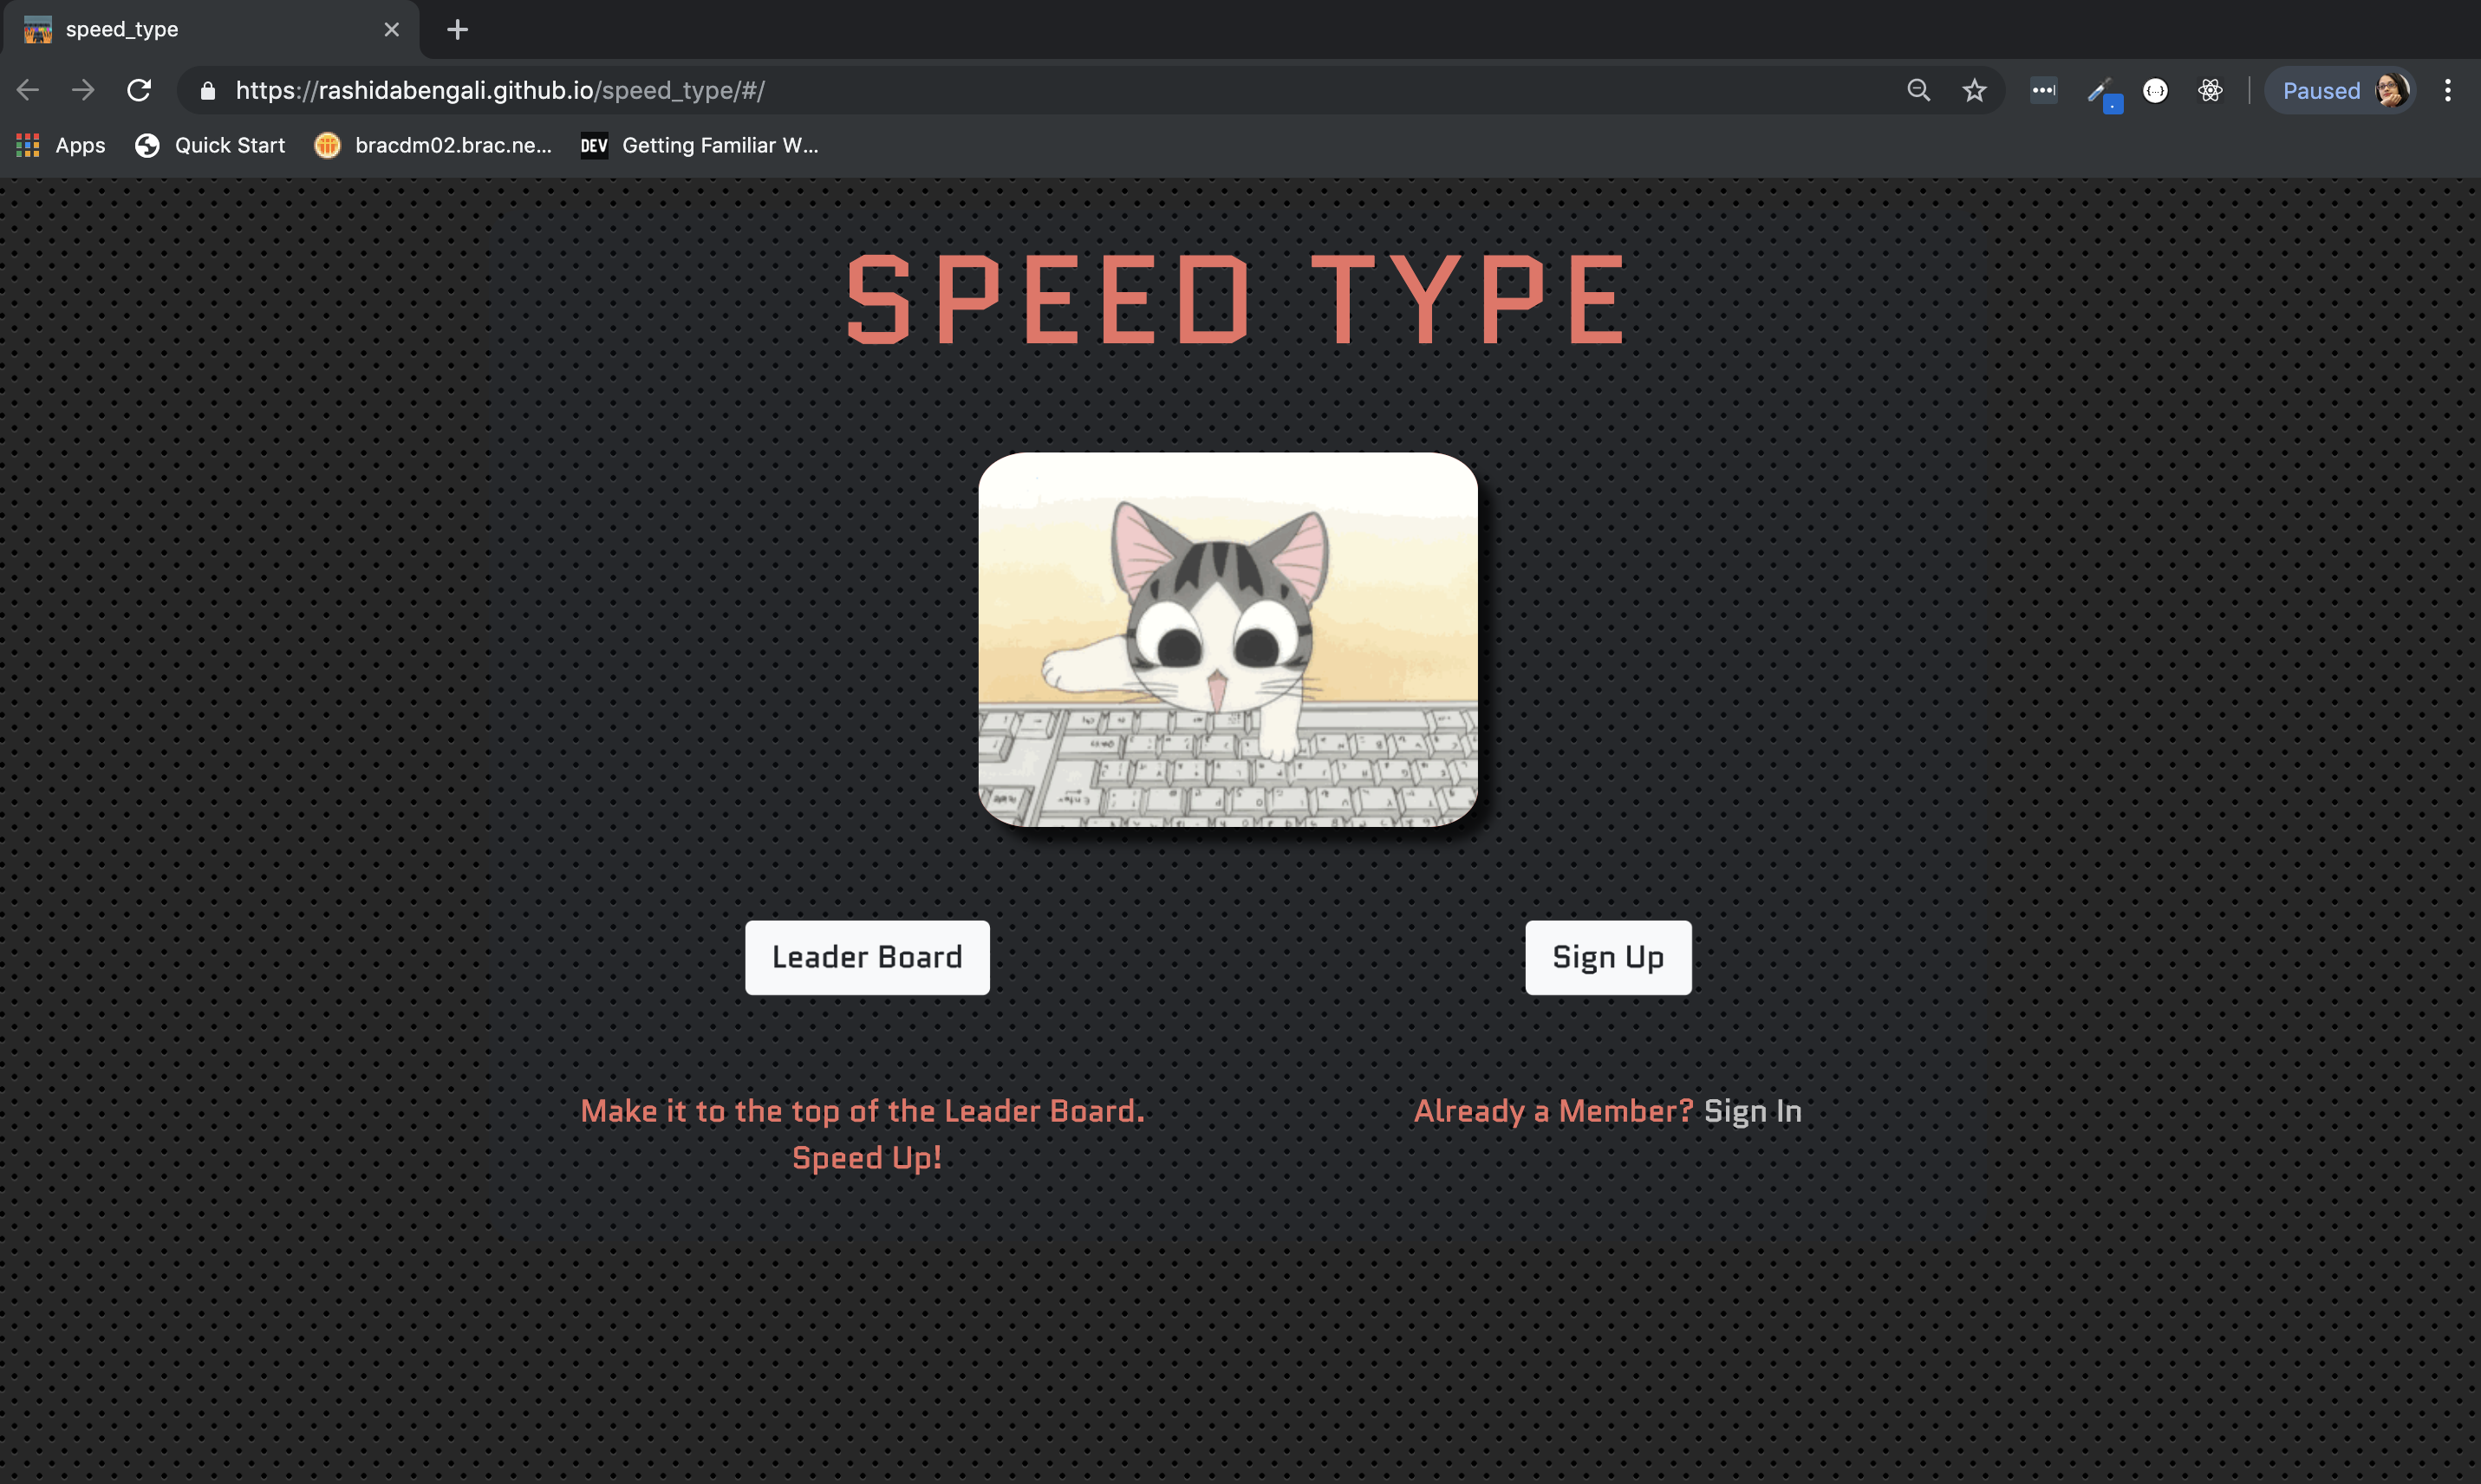 speed_type
https://rashidabengali.github.io/speed_type/#/
Paused
Apps
Quick Start
bracdm02.brac.ne...
DEV
Getting Familiar W...
SPEED TYPE
Leader Board
Sign Up
Make it to the top of the Leader Board.
Speed Up!
Already a Member? Sign In